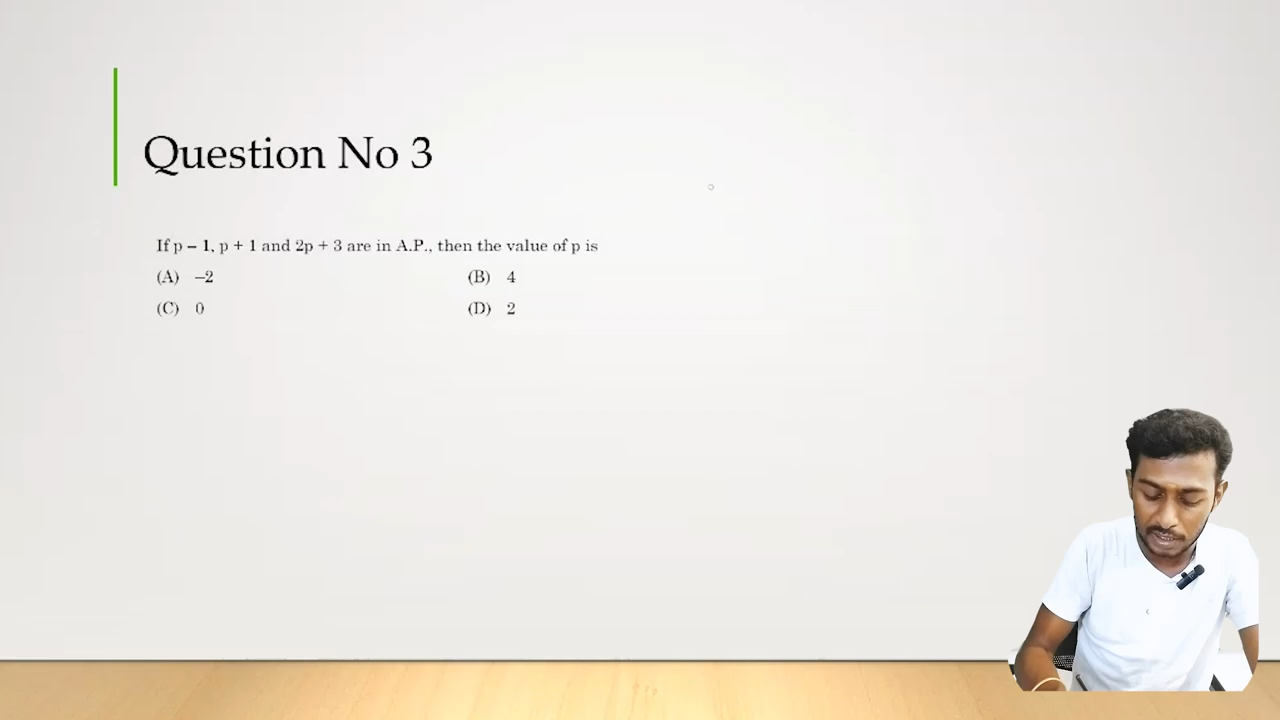 Question No 3
If p – 1, p + 1 and 2p + 3 are in A.P., then the value of p is
(A) –2 (B) 4
(C) 0 (D) 2